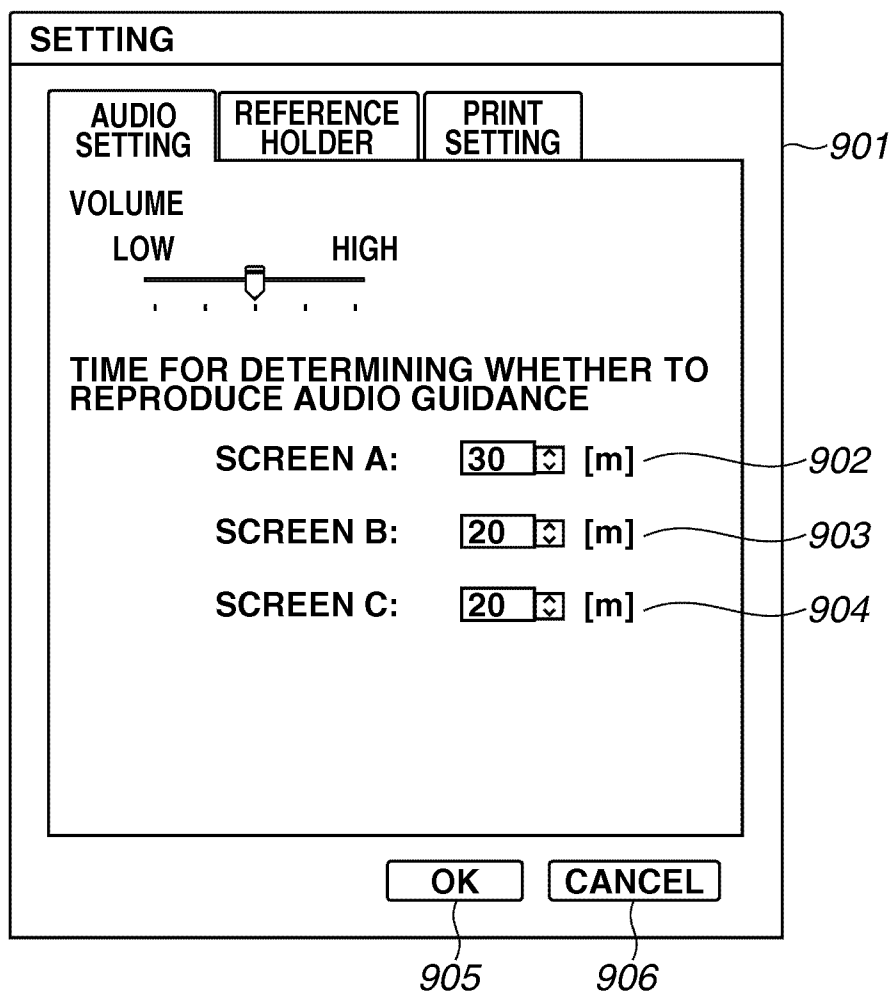 SETTING
AUDIO
SETTING
REFERENCE
HOLDER
PRINT
SETTING
901
VOLUME
LOW HIGH
TIME FOR DETERMINING WHETHER TO
REPRODUCE AUDIO GUIDANCE
SCREEN A: 30 [m] 902
SCREEN B: 20 [m] 903
SCREEN C: 20 [m] 904
OK CANCEL
905 906